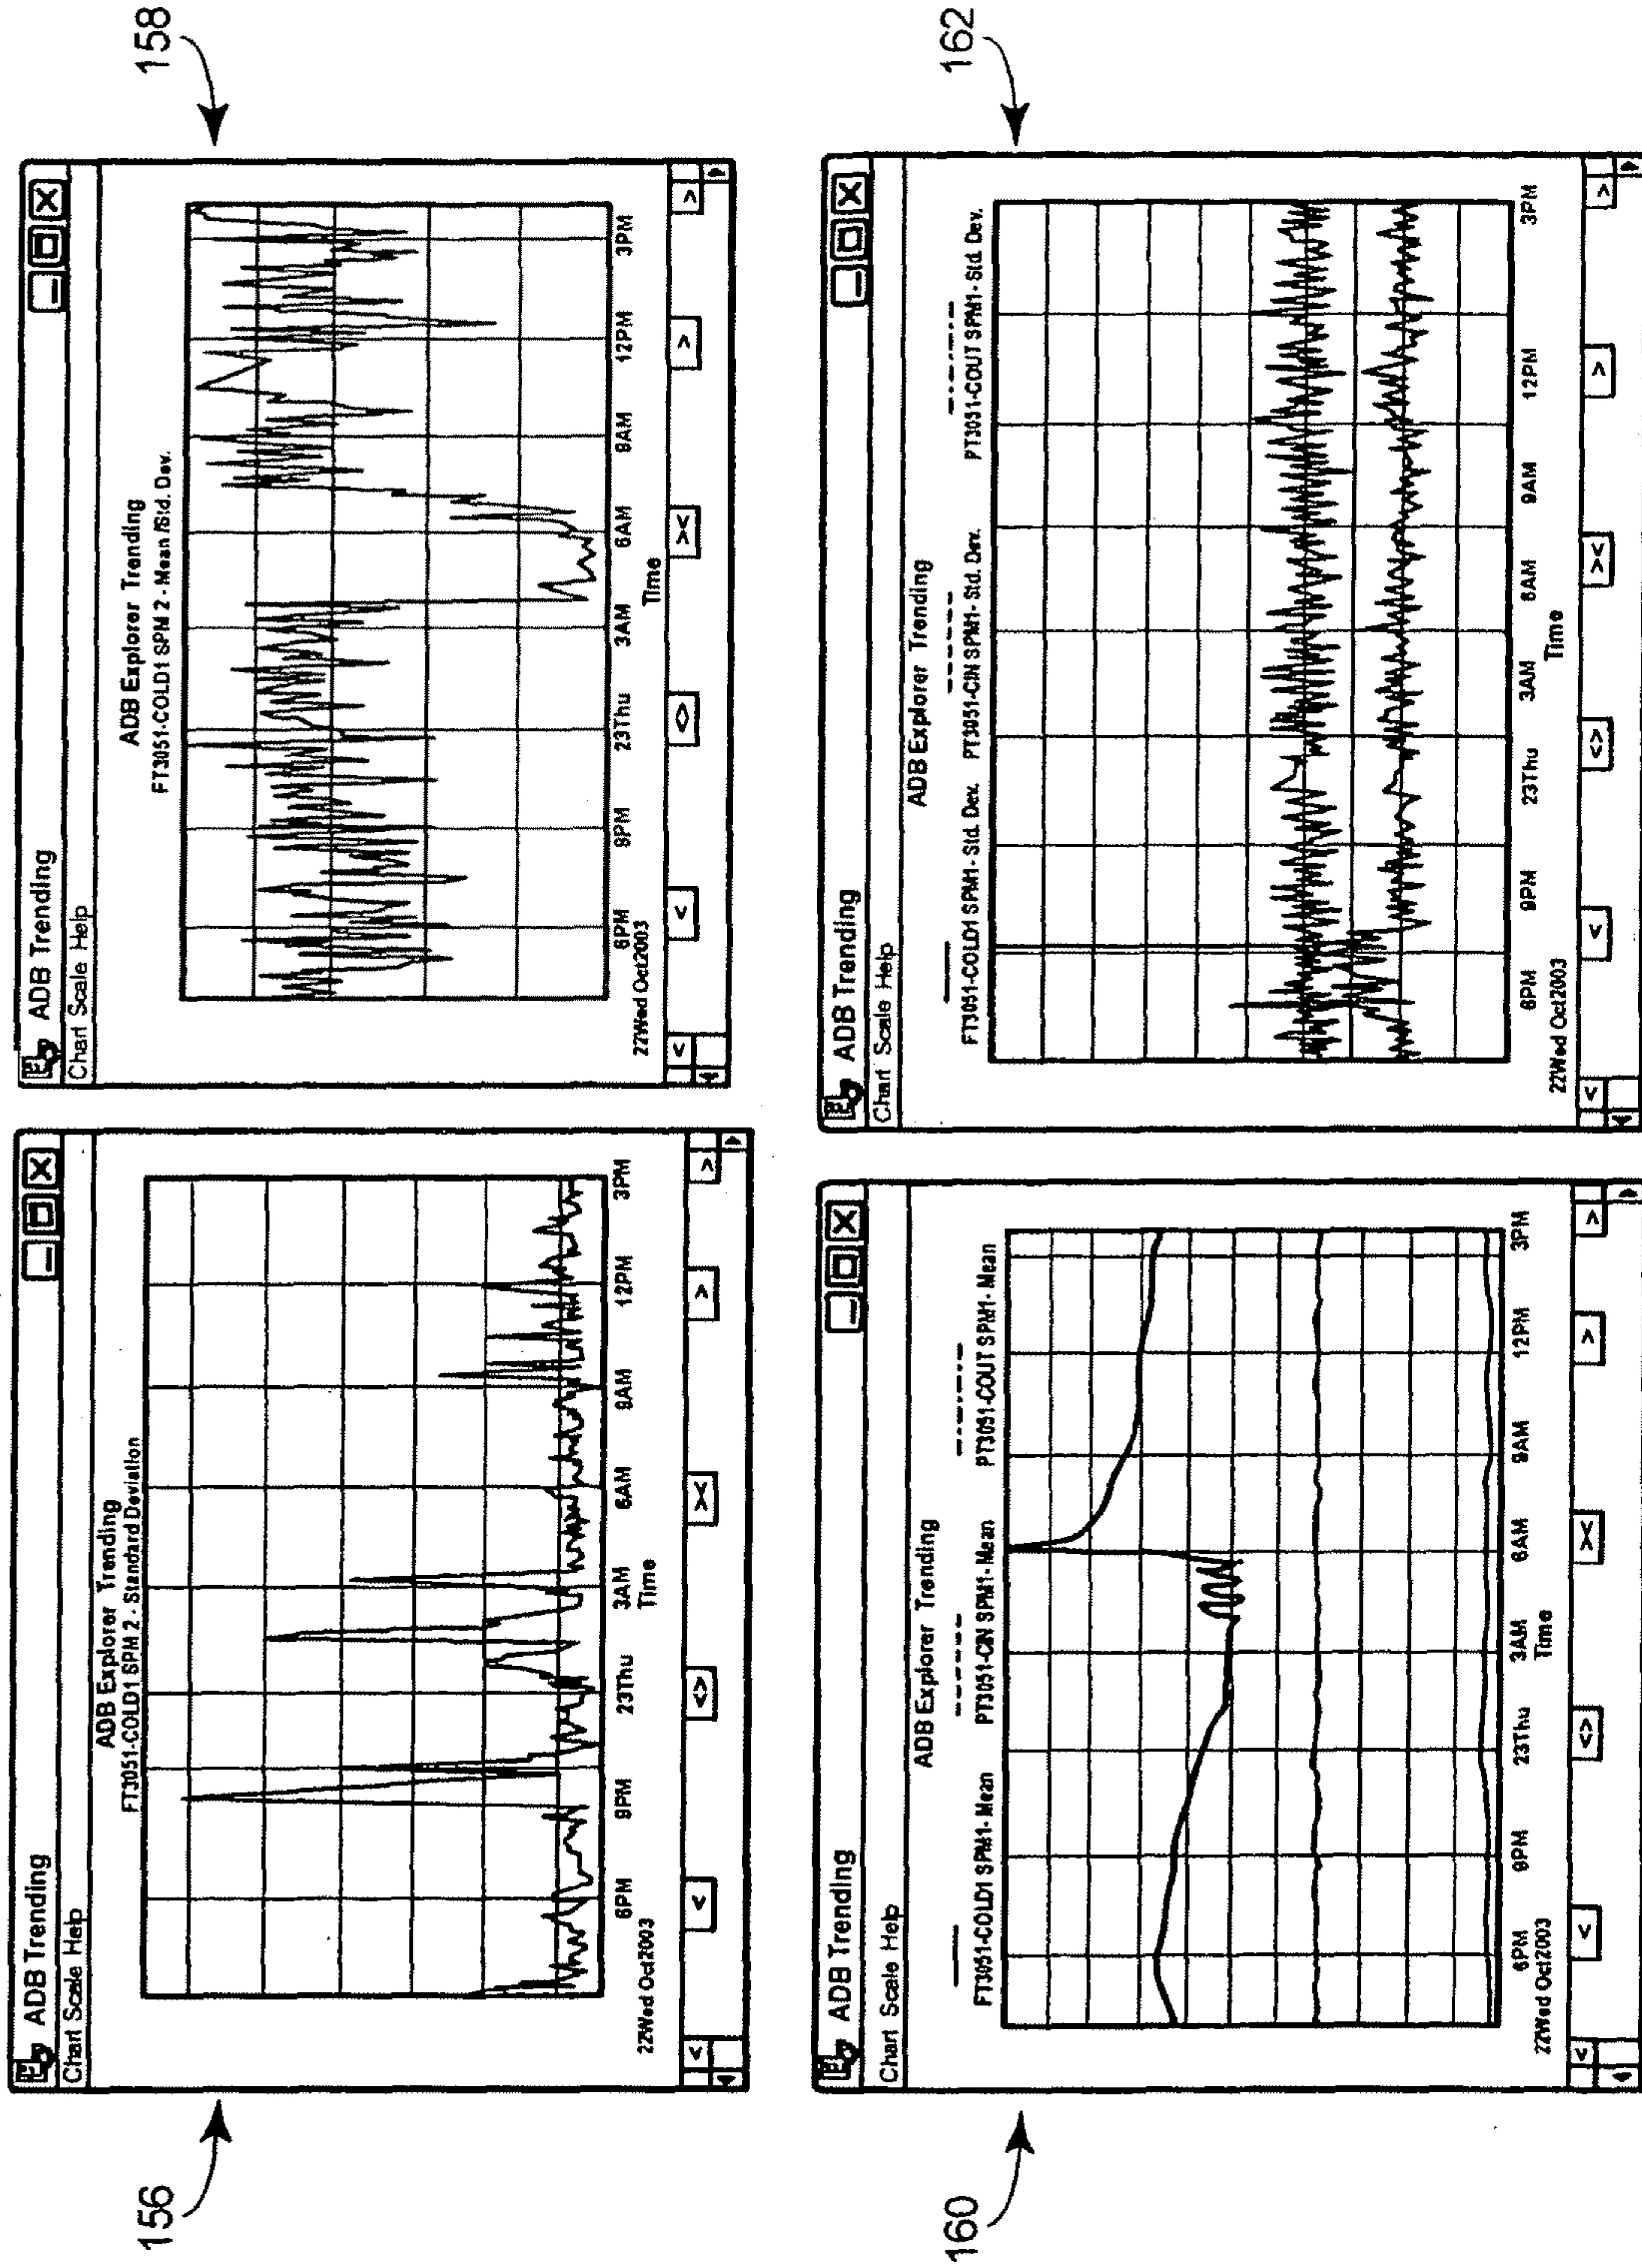 156
ADB Trending
Chart Scale Help
ADB Explorer Trending
FT3051-COLD1 SPM 2 - Standard Deviation
6PM 9PM 23Thu 3AM 6AM 9AM 12PM 3PM
22Wed Oct2003
Time
< <> >< > 
< >
158
ADB Trending
Chart Scale Help
ADB Explorer Trending
FT3051-COLD1 SPM 2 - Mean /Std. Dev.
6PM 9PM 23Thu 3AM 6AM 9AM 12PM 3PM
22Wed Oct2003
Time
< <> >< >
< >
160
ADB Trending
Chart Scale Help
ADB Explorer Trending
FT3051-COLD1 SPM1- Mean PT3051-CIN SPM1- Mean PT3051-COUT SPM1- Mean
6PM 9PM 23Thu 3AM 6AM 9AM 12PM 3PM
22Wed Oct2003
Time
< <> >< >
< >
162
ADB Trending
Chart Scale Help
ADB Explorer Trending
FT3051-COLD1 SPM1- Std. Dev. PT3051-CIN SPM1- Std. Dev. PT3051-COUT SPM1- Std. Dev.
6PM 9PM 23Thu 3AM 6AM 9AM 12PM 3PM
22Wed Oct2003
Time
< <> >< >
< >